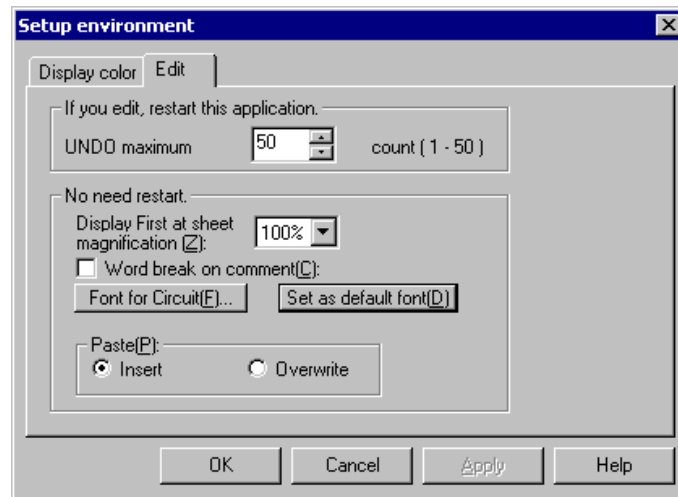 Setup environment
Display color Edit
If you edit, restart this application.
UNDO maximum 50 count ( 1 - 50 )
No need restart.
Display First at sheet
magnification (Z): 100%
Word break on comment(C):
Font for Circuit(F)... Set as default font(D)
Paste(P):
Insert Overwrite
OK Cancel Apply Help